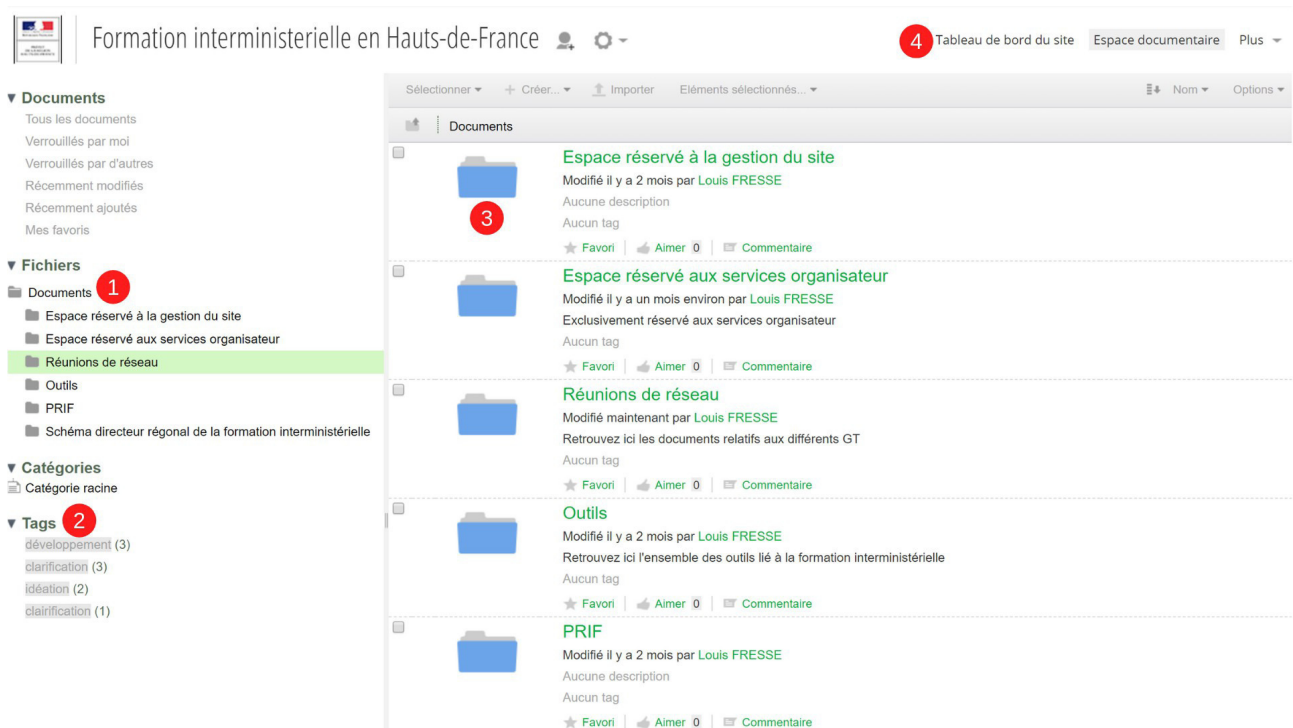 Formation interministerielle en Hauts-de-France
4 Tableau de bord du site Espace documentaire Plus
Documents
Tous les documents
Verrouillés par moi
Verrouillés par d'autres
Récemment modifiés
Récemment ajoutés
Mes favoris
Fichiers
Documents 1
Espace réservé à la gestion du site
Espace réservé aux services organisateur
Réunions de réseau
Outils
PRIF
Schéma directeur régonal de la formation interministérielle
Catégories
Catégorie racine
Tags 2
développement (3)
clarification (3)
idéation (2)
clairification (1)
Sélectionner Créer... Importer Eléments sélectionnés... Nom Options
Documents
Espace réservé à la gestion du site
Modifié il y a 2 mois par Louis FRESSE
3
Aucune description
Aucun tag
Favori Aimer 0 Commentaire
Espace réservé aux services organisateur
Modifié il y a un mois environ par Louis FRESSE
Exclusivement réservé aux services organisateur
Aucun tag
Favori Aimer 0 Commentaire
Réunions de réseau
Modifié maintenant par Louis FRESSE
Retrouvez ici les documents relatifs aux différents GT
Aucun tag
Favori Aimer 0 Commentaire
Outils
Modifié il y a 2 mois par Louis FRESSE
Retrouvez ici l'ensemble des outils lié à la formation interministérielle
Aucun tag
Favori Aimer 0 Commentaire
PRIF
Modifié il y a 2 mois par Louis FRESSE
Aucune description
Aucun tag
Favori Aimer 0 Commentaire